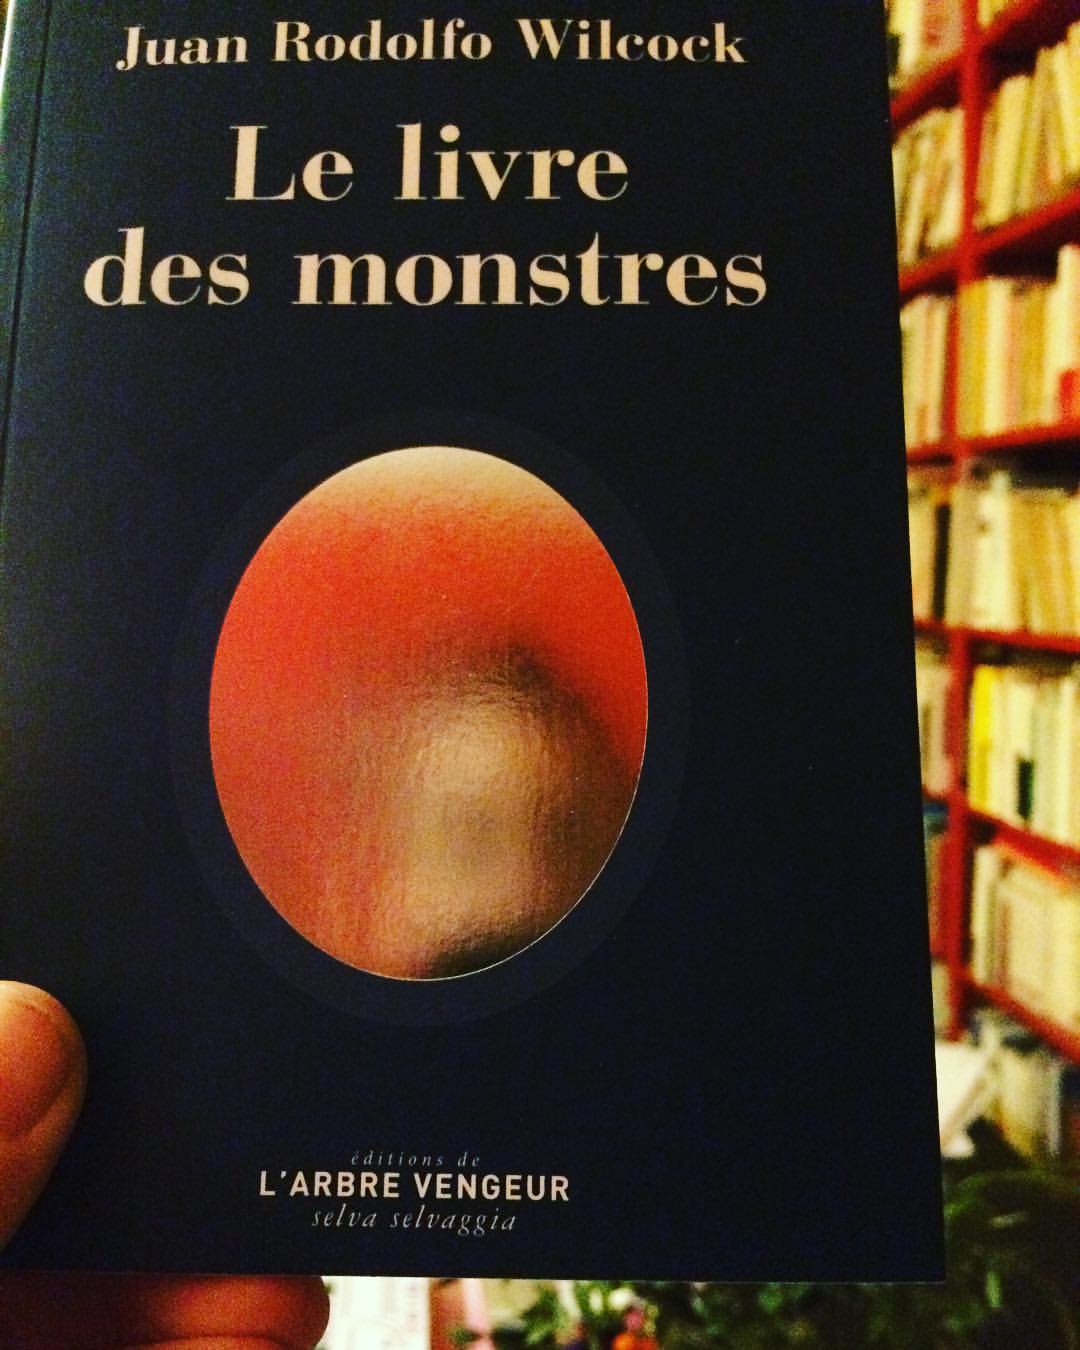 Juan Rodolfo Wilcock
Le livre
des monstres
éditions de
L'ARBRE VENGEUR
selva selvaggia